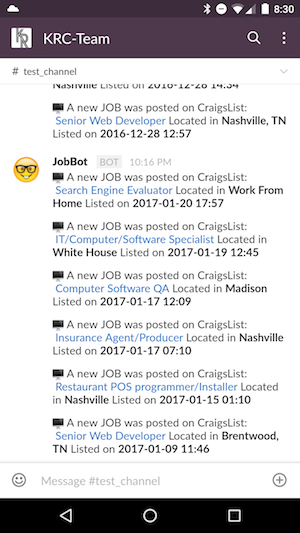 8:30
KR
KRC-Team
# test_channel
Nashville Listed on 2016-12-28 14:34
A new JOB was posted on CraigsList:
Senior Web Developer Located in Nashville, TN
Listed on 2016-12-28 12:57
JobBot BOT 10:16 PM
A new JOB was posted on CraigsList:
Search Engine Evaluator Located in Work From
Home Listed on 2017-01-20 17:57
A new JOB was posted on CraigsList:
IT/Computer/Software Specialist Located in
White House Listed on 2017-01-19 12:45
A new JOB was posted on CraigsList:
Computer Software QA Located in Madison
Listed on 2017-01-17 12:09
A new JOB was posted on CraigsList:
Insurance Agent/Producer Located in Nashville
Listed on 2017-01-17 07:10
A new JOB was posted on CraigsList:
Restaurant POS programmer/Installer Located
in Nashville Listed on 2017-01-15 01:10
A new JOB was posted on CraigsList:
Senior Web Developer Located in Brentwood,
TN Listed on 2017-01-09 11:46
Message #test_channel